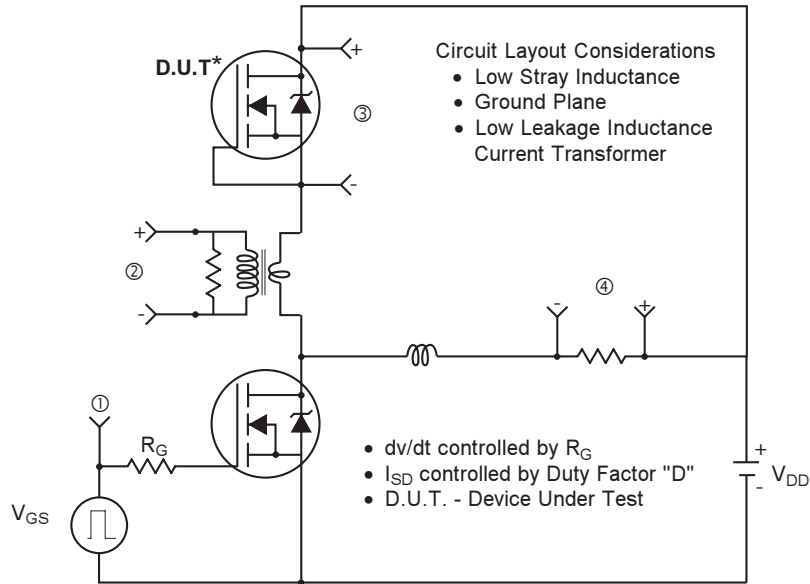 D.U.T*
+
-
③
Circuit Layout Considerations
• Low Stray Inductance
• Ground Plane
• Low Leakage Inductance
Current Transformer
+
②
-
④
-
+
①
R_G
V_GS
• dv/dt controlled by R_G
• I_SD controlled by Duty Factor "D"
• D.U.T. - Device Under Test
+
V_DD
-